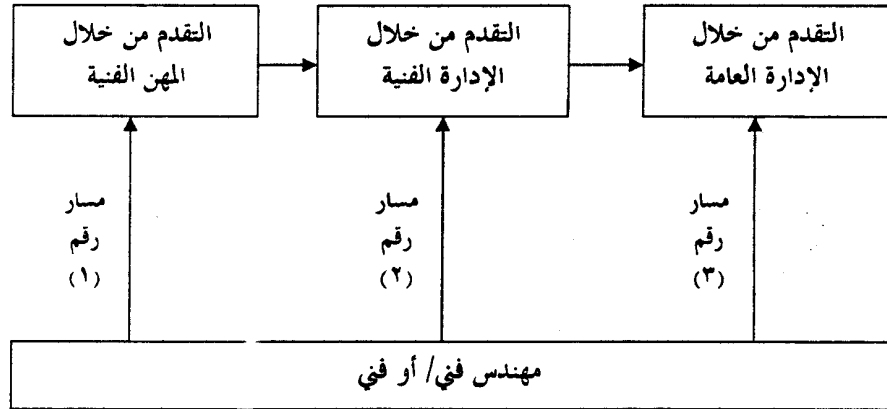 التقدم من خلال
المهن الفنية
التقدم من خلال
الإدارة الفنية
التقدم من خلال
الإدارة العامة
مسار
رقم
(١)
مسار
رقم
(٢)
مسار
رقم
(٣)
مهندس فني/ أو فني